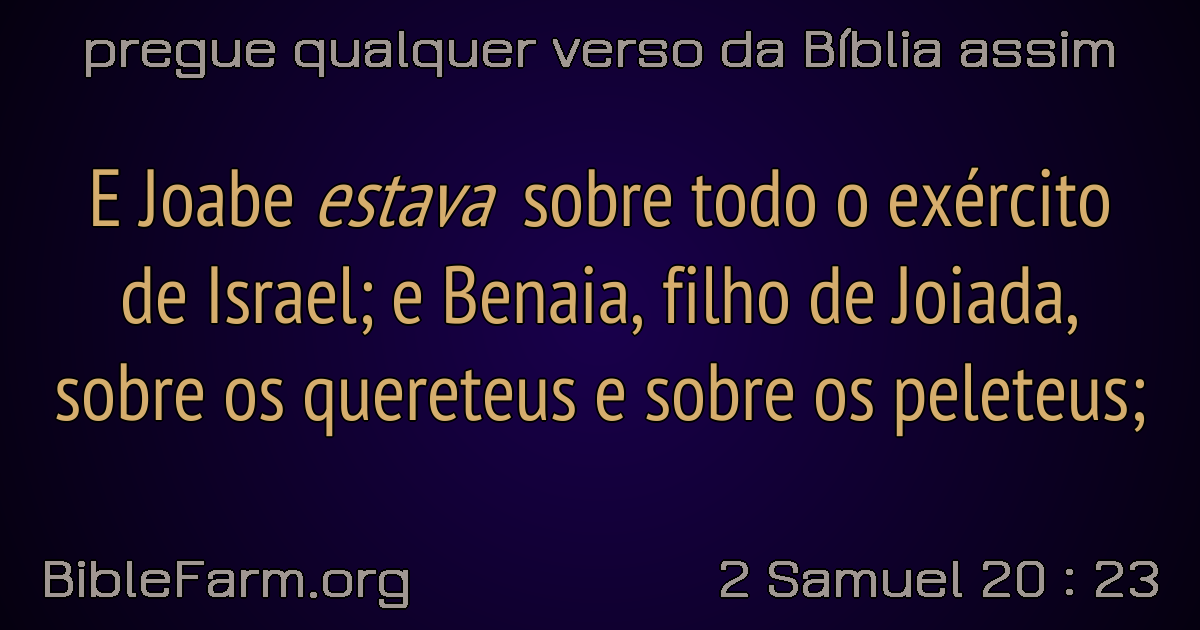 pregue qualquer verso da Bíblia assim
E Joabe estava sobre todo o exército
de Israel; e Benaia, filho de Joiada,
sobre os quereteus e sobre os peleteus;
BibleFarm.org
2 Samuel 20 : 23